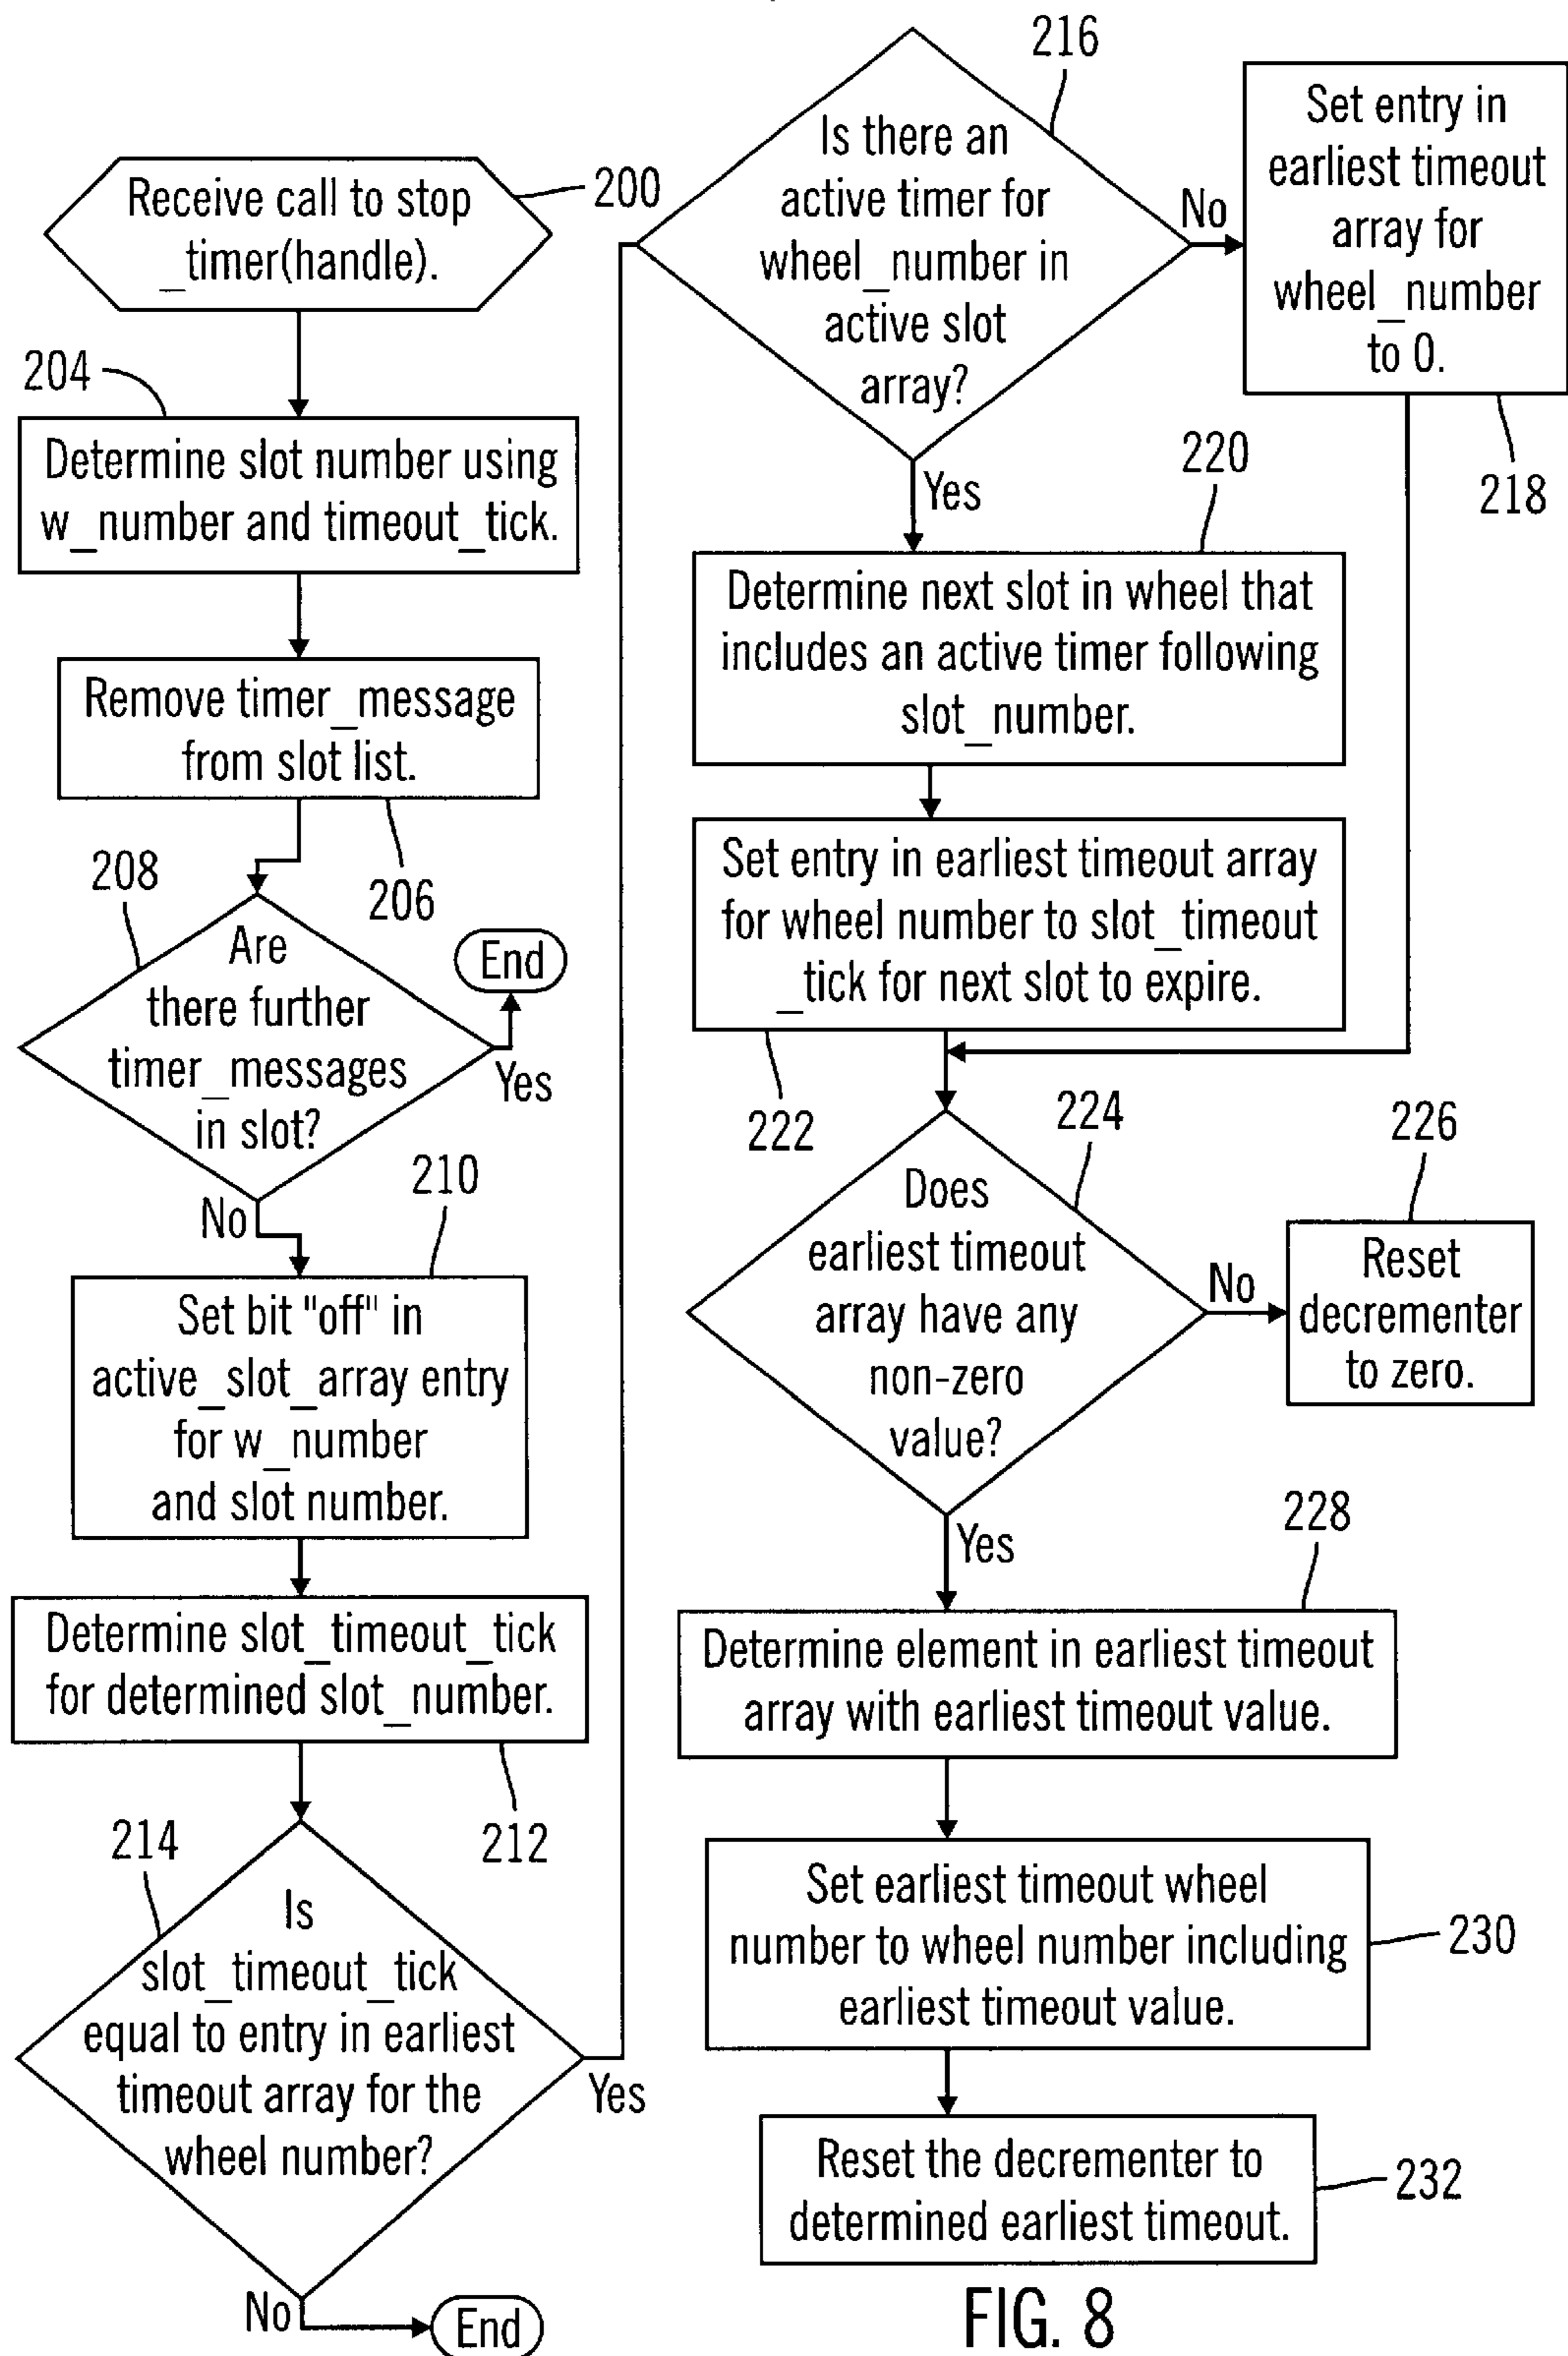 Receive call to stop
_timer(handle).
200
204
Determine slot number using
w_number and timeout_tick.
Remove timer_message
from slot list.
206
208
Are
there further
timer_messages
in slot?
End
Yes
No
210
Set bit "off" in
active_slot_array entry
for w_number
and slot number.
Determine slot_timeout_tick
for determined slot_number.
212
214
Is
slot_timeout_tick
equal to entry in earliest
timeout array for the
wheel number?
Yes
No
End
216
Is there an
active timer for
wheel_number in
active slot
array?
No
Set entry in
earliest timeout
array for
wheel_number
to 0.
218
Yes
220
Determine next slot in wheel that
includes an active timer following
slot_number.
Set entry in earliest timeout array
for wheel number to slot_timeout
_tick for next slot to expire.
222
224
Does
earliest timeout
array have any
non-zero
value?
No
226
Reset
decrementer
to zero.
Yes
228
Determine element in earliest timeout
array with earliest timeout value.
Set earliest timeout wheel
number to wheel number including
earliest timeout value.
230
Reset the decrementer to
determined earliest timeout.
232
FIG. 8